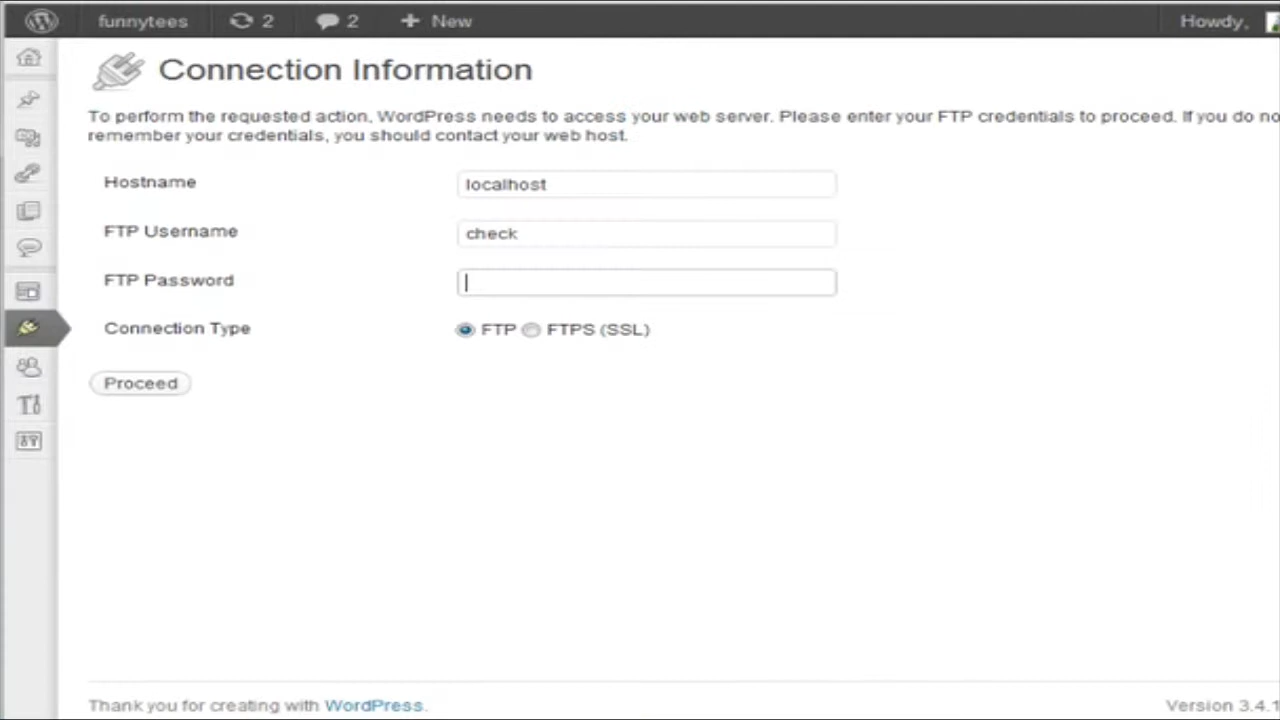 funnytees 2 2 New Howdy,
Connection Information
To perform the requested action, WordPress needs to access your web server. Please enter your FTP credentials to proceed. If you do no
remember your credentials, you should contact your web host.
Hostname localhost
FTP Username check
FTP Password
Connection Type FTP FTPS (SSL)
Proceed
Thank you for creating with WordPress. Version 3.4.1